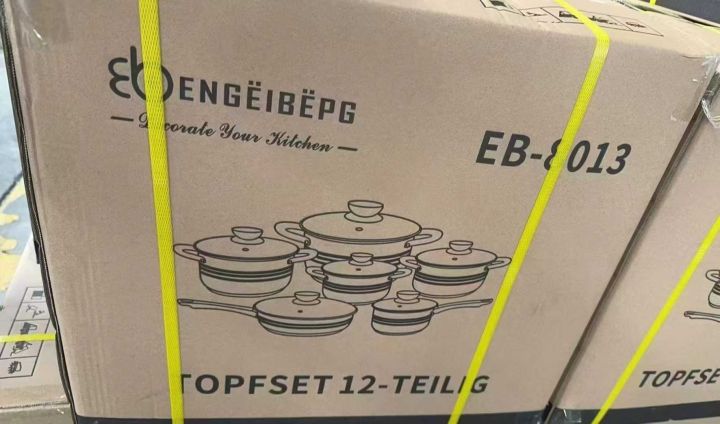 ENGËIBËPG
— Decorate Your Kitchen —
EB-8013
TOPFSET 12-TEILIG
TOPFSE